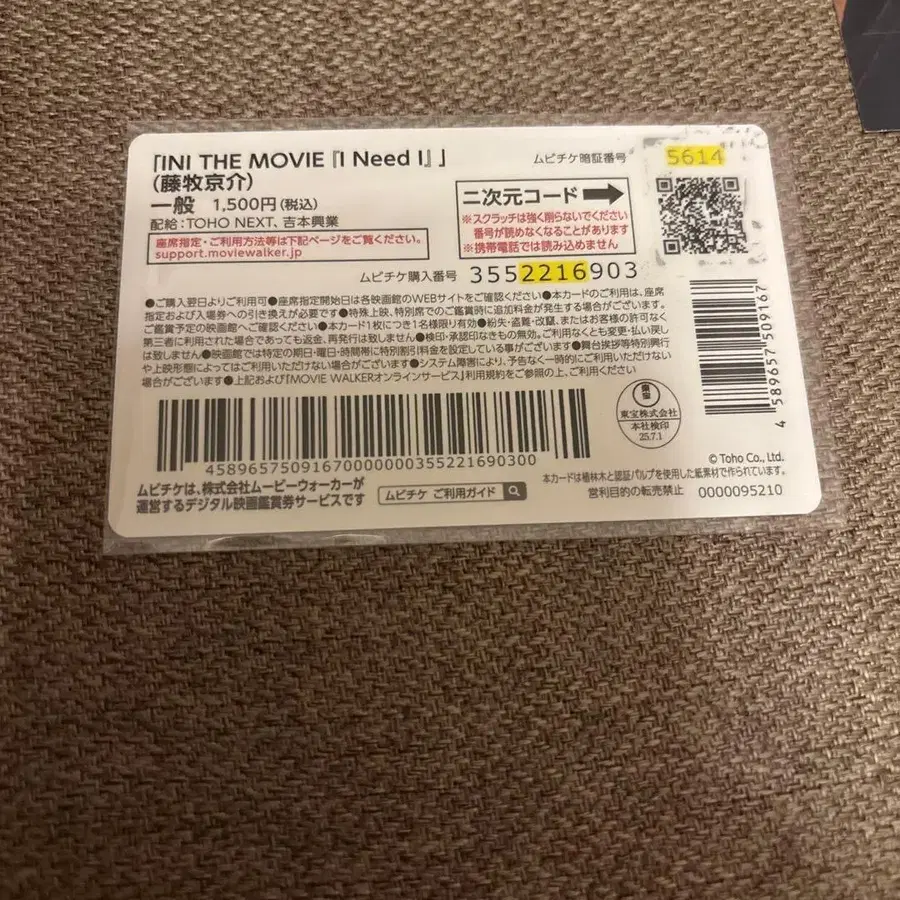 『INI THE MOVIE『I Need I』』
(藤牧京介)
一般 1,500円(税込)
配給:TOHO NEXT、吉本興業
座席指定・ご利用方法等は下記ページをご覧ください。
support.moviewalker.jp
ムビチケ暗証番号 5614
二次元コード
※スクラッチは強く削らないでください
番号が読めなくなることがあります
※携帯電話では読み込めません
ムビチケ購入番号 3552216903
●ご購入翌日よりご利用可●座席指定開始日は各映画館のWEBサイトをご確認ください●本カードのご利用は、座席
指定および入場券への引き換えが必要です●特殊上映、特別席でのご鑑賞時に追加料金が発生する場合がございます。
ご鑑賞予定の映画館へご確認ください●本カード1枚につき1名様限り有効●紛失・盗難・改竄、またはお客様の許可なく
第三者に利用された場合であっても返金、再発行は致しません●検印・承認印なきもの無効。ご利用なくとも変更・払い戻し
は致しません●映画館では特定の期日・曜日・時間帯に特別割引料金を設定している事がございます●舞台挨拶等特別興行
や上映形態によってはご利用いただけない場合がございます●システム障害により、予告なく一時的にご利用いただけない
場合がございます●上記および『MOVIE WALKERオンラインサービス』利用規約をご参照の上、ご利用ください
4589657509167000000035522169 0300
4 589657 509167
東宝
東宝株式会社
本社検印
25.7.1
© Toho Co., Ltd.
ムビチケは、株式会社ムービーウォーカーが
運営するデジタル映画鑑賞券サービスです
ムビチケ ご利用ガイド
本カードは植林木と認証パルプを使用した紙素材で作られています。
営利目的の転売禁止 0000095210